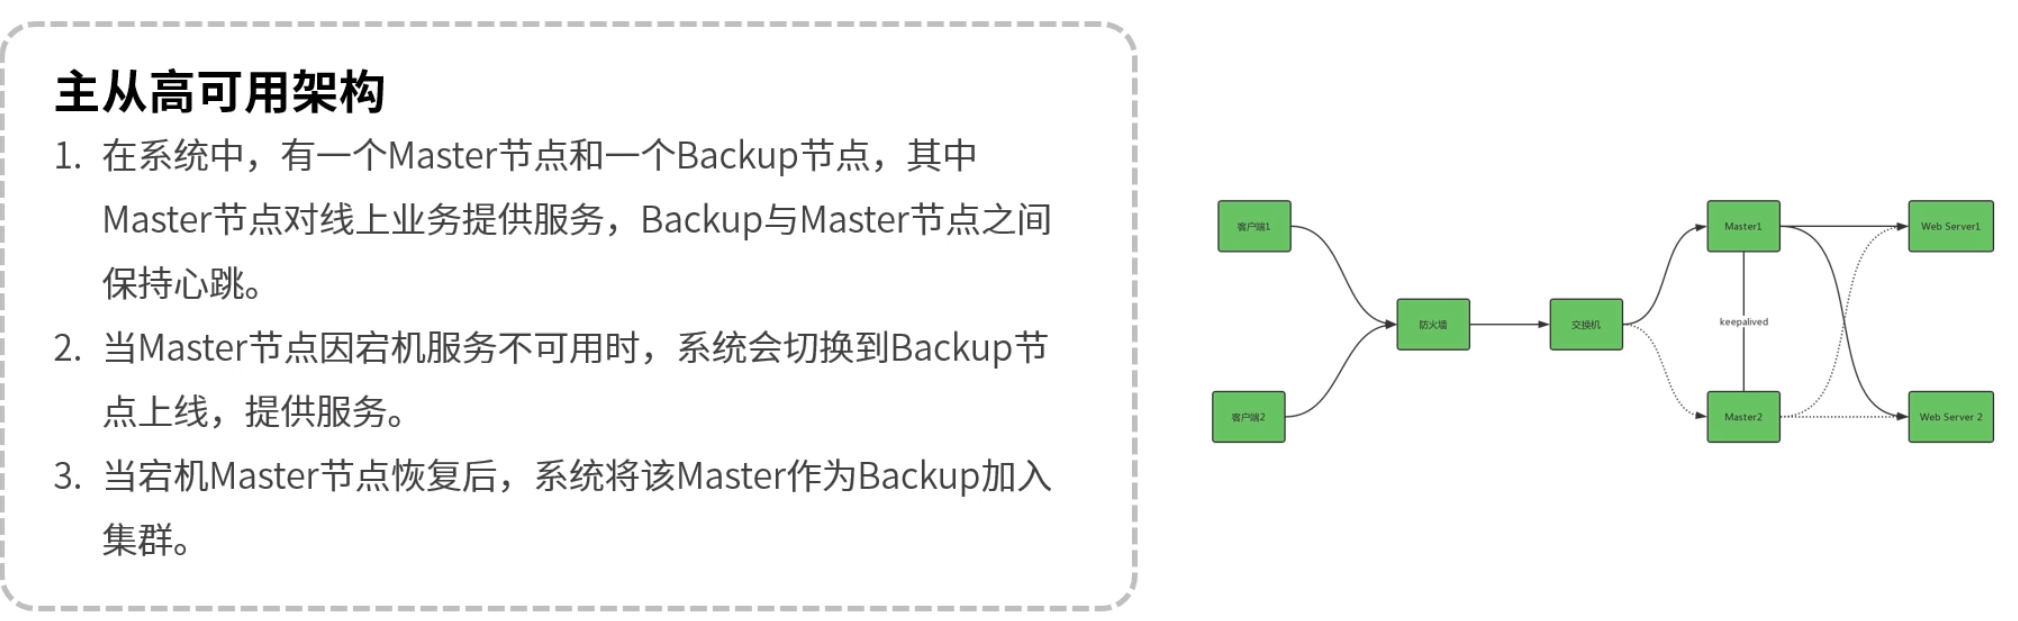 主从高可用架构
1. 在系统中，有一个Master节点和一个Backup节点，其中
Master节点对线上业务提供服务，Backup与Master节点之间
保持心跳。
2. 当Master节点因宕机服务不可用时，系统会切换到Backup节
点上线，提供服务。
3. 当宕机Master节点恢复后，系统将该Master作为Backup加入
集群。
客户端1
Master1
Web Server1
防火墙
交换机
keepalived
客户端2
Master2
Web Server 2